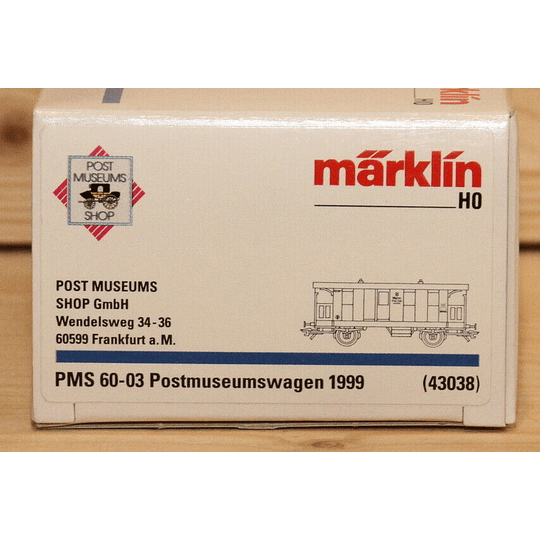 POST
MUSEUMS
SHOP
märklin
H0
POST MUSEUMS
SHOP GmbH
Wendelsweg 34-36
60599 Frankfurt a. M.
PMS 60-03 Postmuseumswagen 1999 (43038)